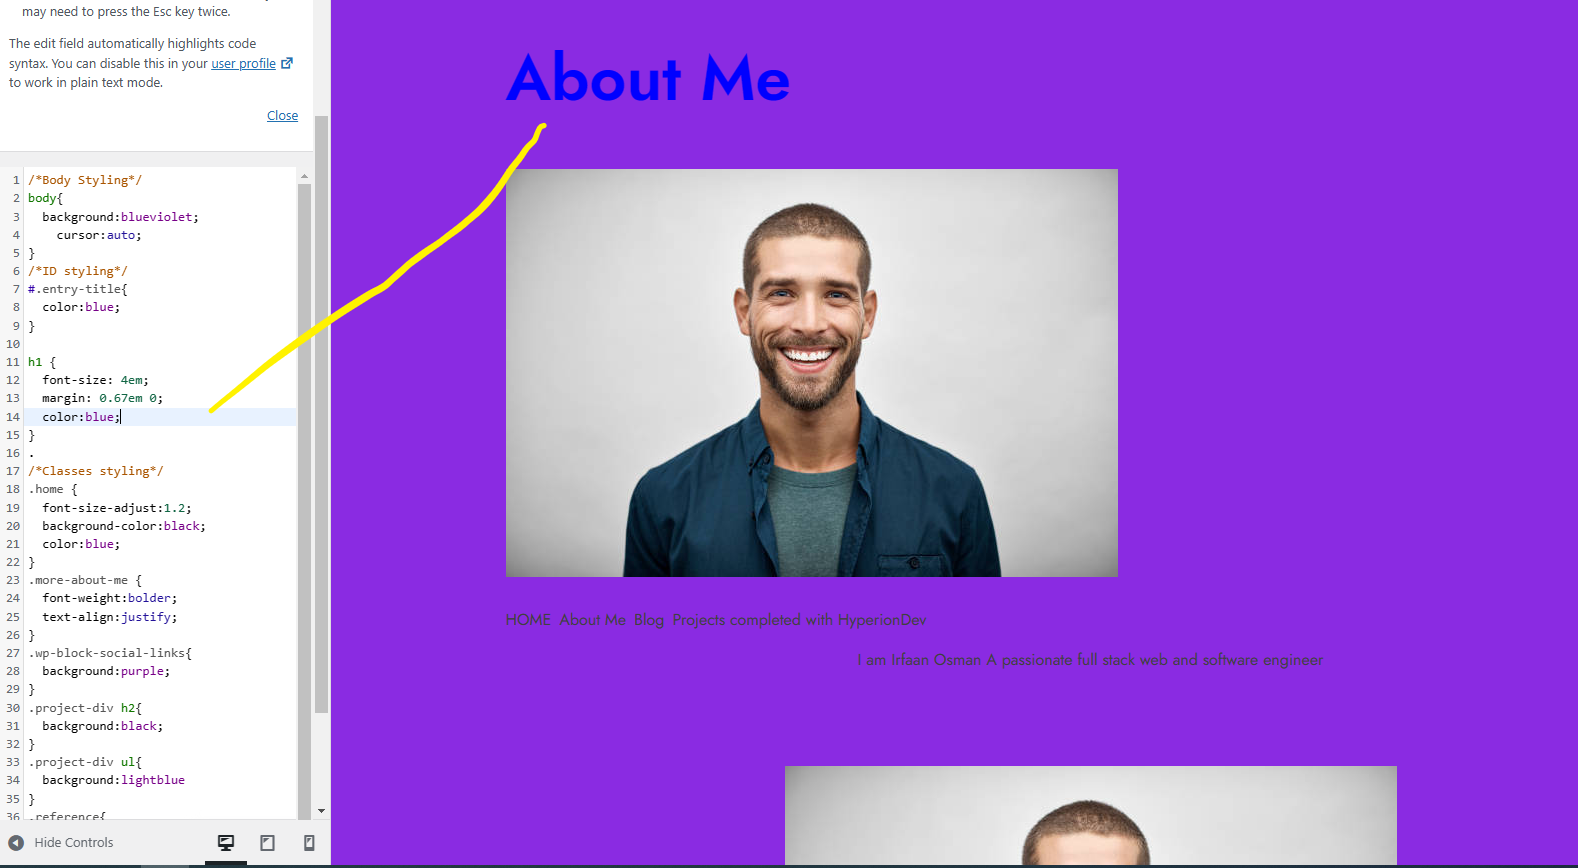 may need to press the Esc key twice.
The edit field automatically highlights code
syntax. You can disable this in your user profile
to work in plain text mode.
Close
1 /*Body Styling*/
2 body{
3 background:blueviolet;
4 cursor:auto;
5 }
6 /*ID styling*/
7 #.entry-title{
8 color:blue;
9 }
10
11 h1 {
12 font-size: 4em;
13 margin: 0.67em 0;
14 color:blue;
15 }
16 .
17 /*Classes styling*/
18 .home {
19 font-size-adjust:1.2;
20 background-color:black;
21 color:blue;
22 }
23 .more-about-me {
24 font-weight:bolder;
25 text-align:justify;
26 }
27 .wp-block-social-links{
28 background:purple;
29 }
30 .project-div h2{
31 background:black;
32 }
33 .project-div ul{
34 background:lightblue
35 }
36 .reference{
Hide Controls
About Me
HOME About Me Blog Projects completed with HyperionDev
I am Irfaan Osman A passionate full stack web and software engineer